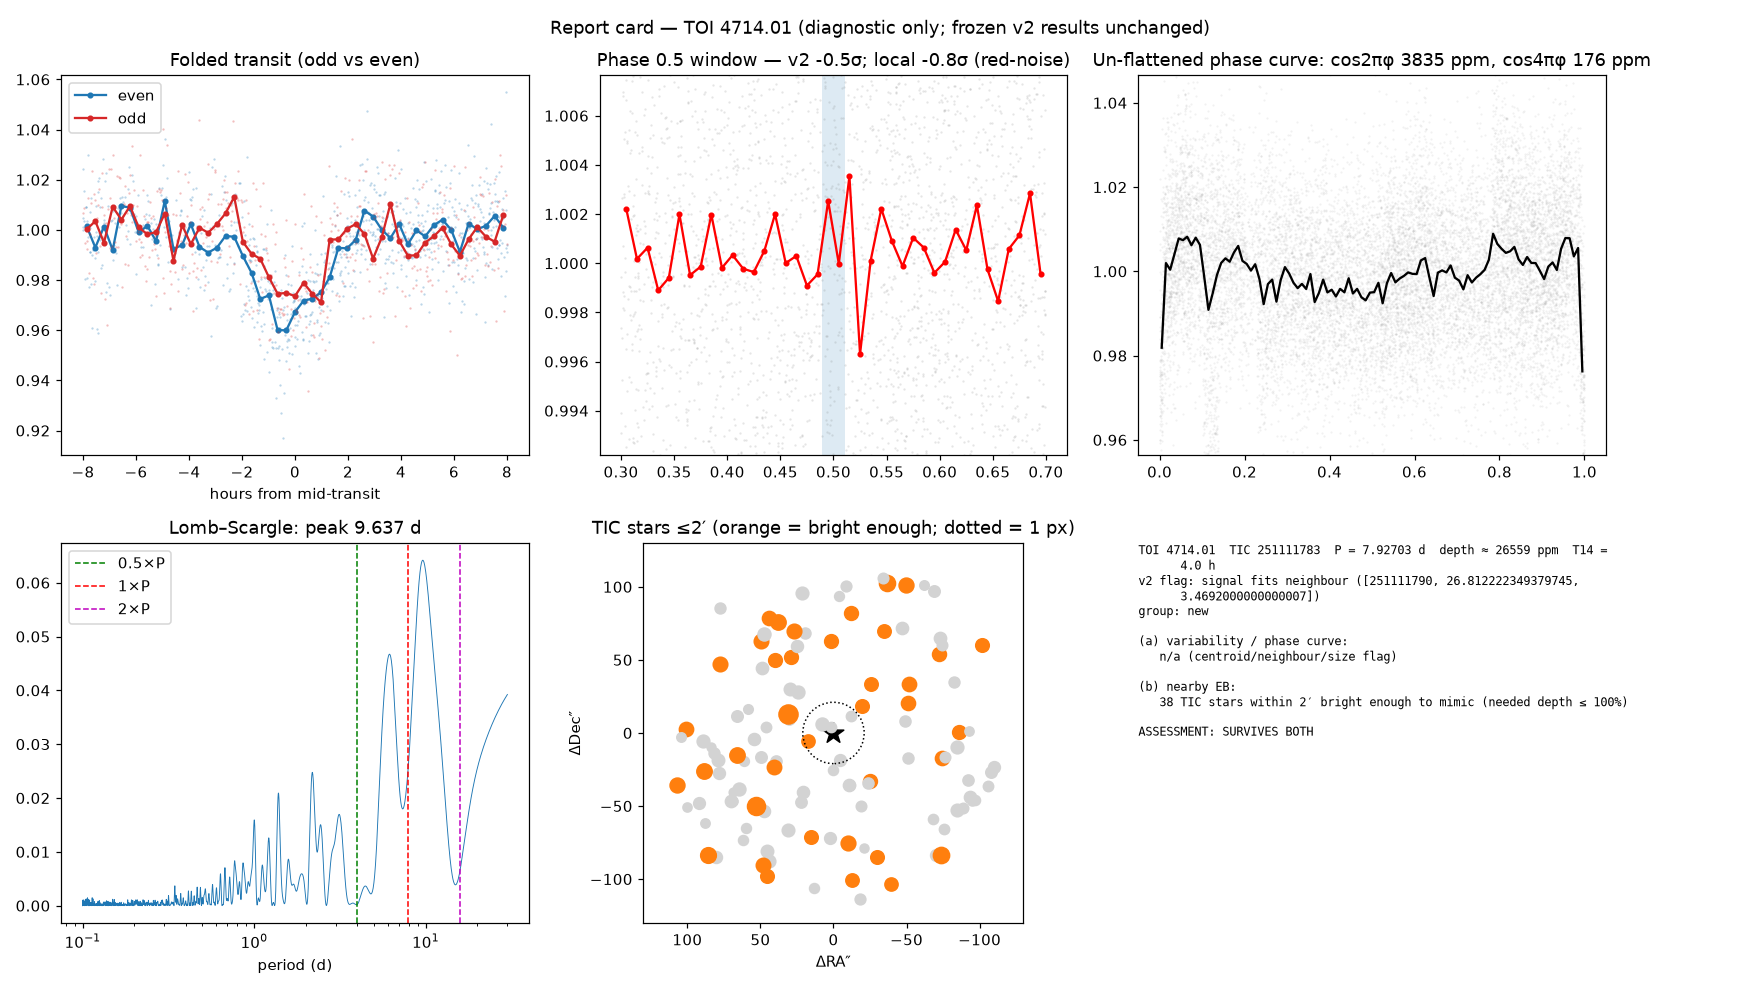 Report card — TOI 4714.01 (diagnostic only; frozen v2 results unchanged)
Folded transit (odd vs even)
even
odd
1.06
1.04
1.02
1.00
0.98
0.96
0.94
0.92
−8 −6 −4 −2 0 2 4 6 8
hours from mid-transit
Phase 0.5 window — v2 -0.5σ; local -0.8σ (red-noise)
1.006
1.004
1.002
1.000
0.998
0.996
0.994
0.30 0.35 0.40 0.45 0.50 0.55 0.60 0.65 0.70
Un-flattened phase curve: cos2πφ 3835 ppm, cos4πφ 176 ppm
1.04
1.02
1.00
0.98
0.96
0.0 0.2 0.4 0.6 0.8 1.0
Lomb–Scargle: peak 9.637 d
0.5×P
1×P
2×P
0.06
0.05
0.04
0.03
0.02
0.01
0.00
10⁻¹ 10⁰ 10¹
period (d)
TIC stars ≤2′ (orange = bright enough; dotted = 1 px)
ΔDec″
100
50
0
−50
−100
100 50 0 −50 −100
ΔRA″
TOI 4714.01 TIC 251111783 P = 7.92703 d depth ≈ 26559 ppm T14 =
4.0 h
v2 flag: signal fits neighbour ([251111790, 26.812222349379745,
3.4692000000000007])
group: new
(a) variability / phase curve:
n/a (centroid/neighbour/size flag)
(b) nearby EB:
38 TIC stars within 2′ bright enough to mimic (needed depth ≤ 100%)
ASSESSMENT: SURVIVES BOTH